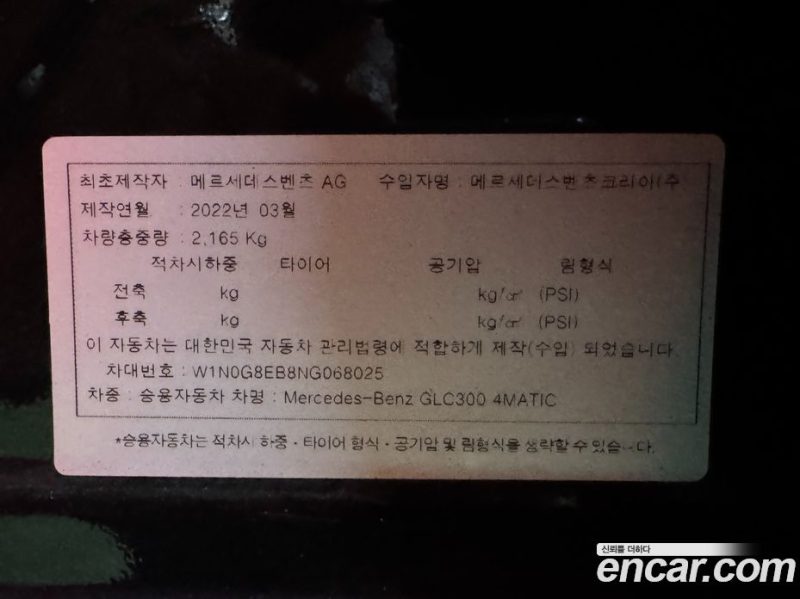 최초제작자 : 메르세데스벤츠 AG 수입자명 : 메르세데스벤츠코리아(주
제작연월 : 2022년 03월
차량총중량 : 2,165 Kg
적차시하중 타이어 공기압 림형식
전축 kg kg/㎠ (PSI)
후축 kg kg/㎠ (PSI)
이 자동차는 대한민국 자동차 관리법령에 적합하게 제작(수입) 되었습니다.
차대번호 : W1N0G8EB8NG068025
차종 : 승용자동차 차명 : Mercedes-Benz GLC300 4MATIC
*승용자동차는 적차시 하중 · 타이어 형식 · 공기압 및 림형식을 생략할 수 있습니다.
신뢰를 더하다
encar.com